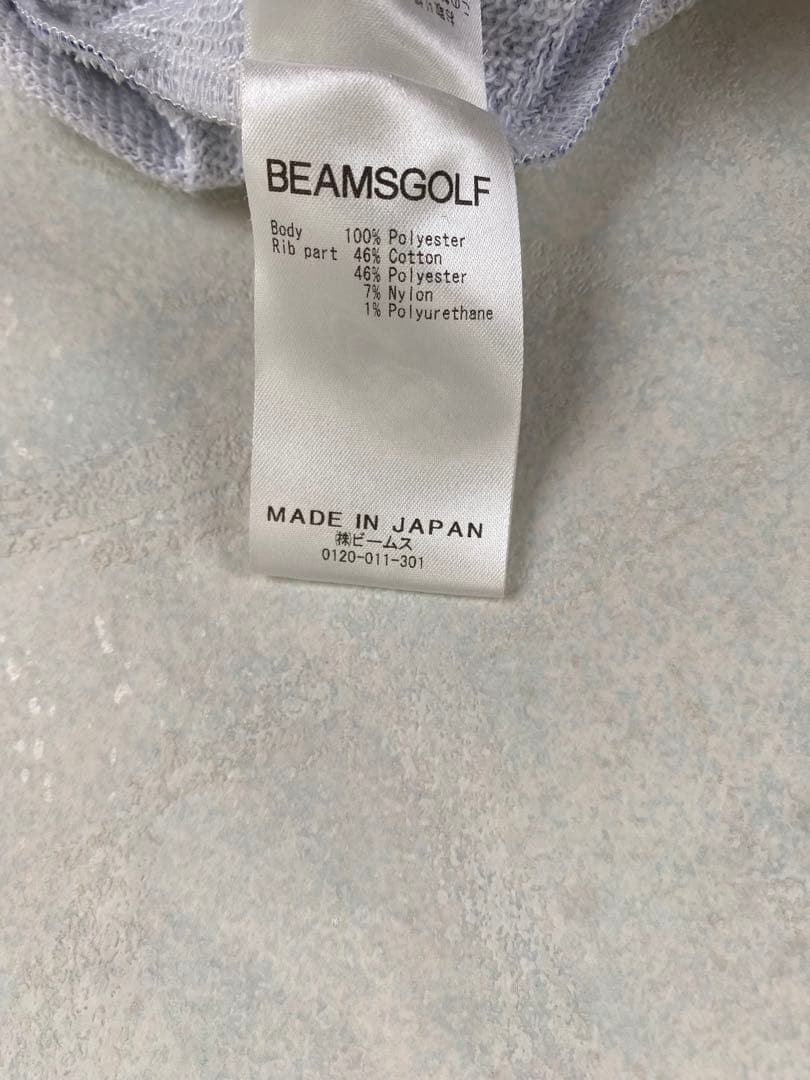 BEAMSGOLF
Body 100% Polyester
Rib part 46% Cotton
46% Polyester
7% Nylon
1% Polyurethane
MADE IN JAPAN
㈱ビームス
0120-011-301